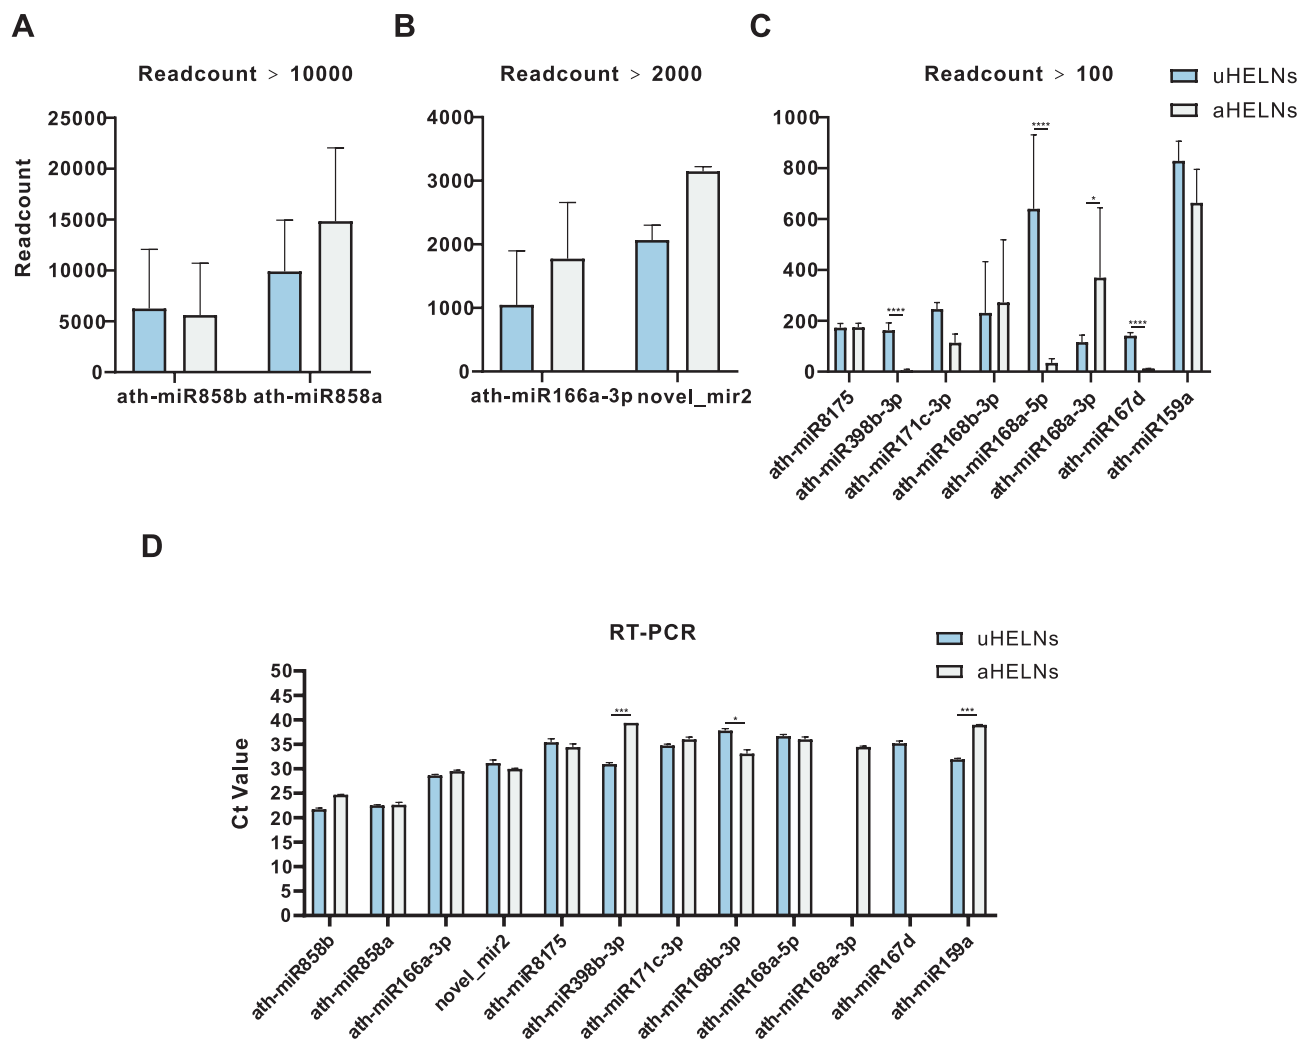 A
B
C
Readcount > 10000
Readcount > 2000
Readcount > 100
uHELNs
aHELNs
Readcount
25000
20000
15000
10000
5000
0
ath-miR858b
ath-miR858a
4000
3000
2000
1000
0
ath-miR166a-3p
novel_mir2
1000
800
600
400
200
0
****
****
*
****
ath-miR8175
ath-miR398b-3p
ath-miR171c-3p
ath-miR168b-3p
ath-miR168a-5p
ath-miR168a-3p
ath-miR167d
ath-miR159a
D
RT-PCR
uHELNs
aHELNs
Ct Value
50
45
40
35
30
25
20
15
10
5
0
***
*
***
ath-miR858b
ath-miR858a
ath-miR166a-3p
novel_mir2
ath-miR8175
ath-miR398b-3p
ath-miR171c-3p
ath-miR168b-3p
ath-miR168a-5p
ath-miR168a-3p
ath-miR167d
ath-miR159a